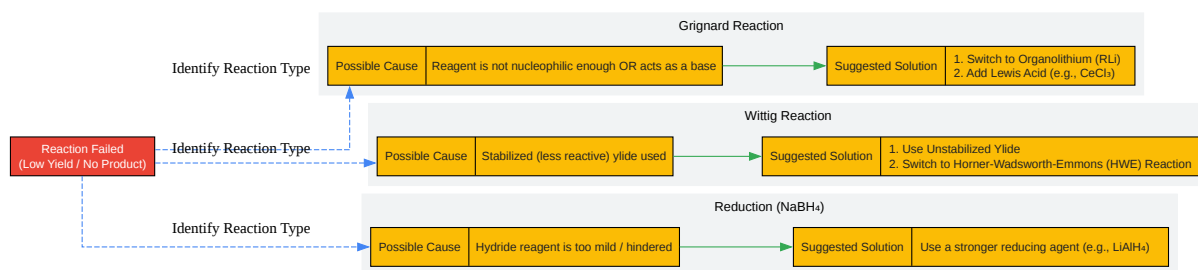 Grignard Reaction
Identify Reaction Type
Possible Cause
Reagent is not nucleophilic enough OR acts as a base
Suggested Solution
1. Switch to Organolithium (RLi)
2. Add Lewis Acid (e.g., CeCl₃)
Wittig Reaction
Reaction Failed
(Low Yield / No Product)
Identify Reaction Type
Possible Cause
Stabilized (less reactive) ylide used
Suggested Solution
1. Use Unstabilized Ylide
2. Switch to Horner-Wadsworth-Emmons (HWE) Reaction
Reduction (NaBH₄)
Identify Reaction Type
Possible Cause
Hydride reagent is too mild / hindered
Suggested Solution
Use a stronger reducing agent (e.g., LiAlH₄)